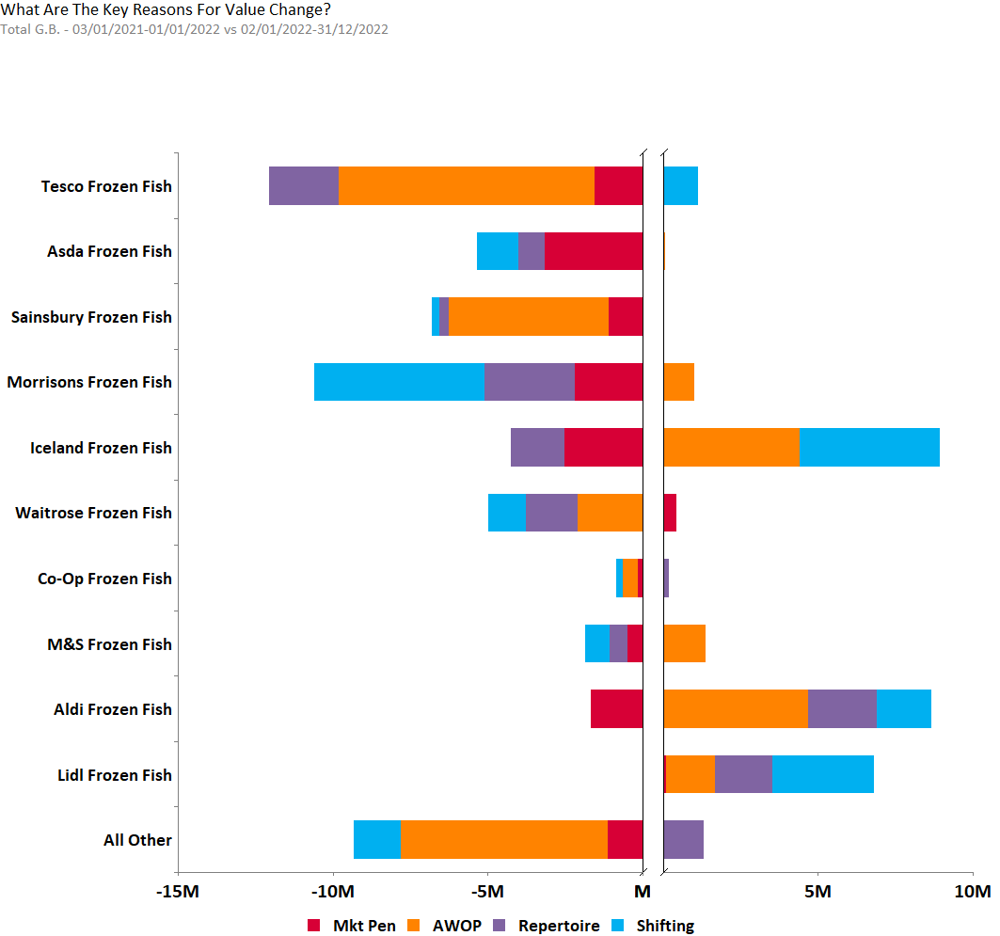 What Are The Key Reasons For Value Change?
Total G.B. - 03/01/2021-01/01/2022 vs 02/01/2022-31/12/2022
Tesco Frozen Fish
Asda Frozen Fish
Sainsbury Frozen Fish
Morrisons Frozen Fish
Iceland Frozen Fish
Waitrose Frozen Fish
Co-Op Frozen Fish
M&S Frozen Fish
Aldi Frozen Fish
Lidl Frozen Fish
All Other
-15M -10M -5M M 5M 10M
Mkt Pen AWOP Repertoire Shifting